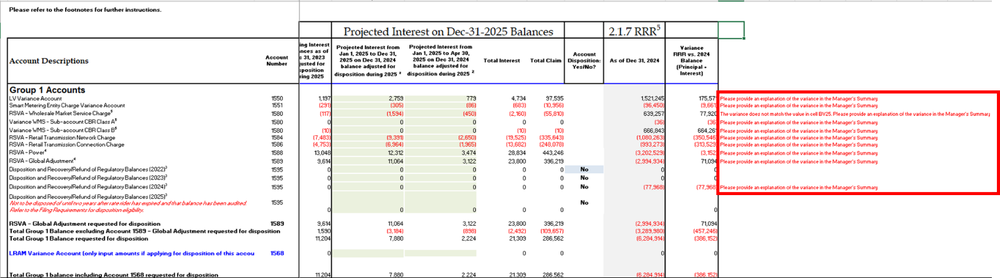 Please refer to the footnotes for further instructions.
Projected Interest on Dec-31-2025 Balances 2.1.7 RRR5
Account Descriptions Account Number ing Interest nces as of c 31, 2023 justed for sposition ring 2025 Projected Interest from Jan 1, 2025 to Dec 31, 2025 on Dec 31, 2024 balance adjusted for disposition during 2025 2 Projected Interest from Jan 1, 2025 to Apr 30, 2025 on Dec 31, 2024 balance adjusted for disposition during 2025 2 Total Interest Total Claim Account Disposition: Yes/No? As of Dec 31, 2024 Variance RRR vs. 2024 Balance (Principal + Interest)
Group 1 Accounts
LV Variance Account 1550 1,197 2,759 779 4,734 97,595 1,521,245 175,571 Please provide an explanation of the variance in the Manager's Summary
Smart Metering Entity Charge Variance Account 1551 (291) (305) (86) (683) (10,956) (96,450) (9,661 Please provide an explanation of the variance in the Manager's Summary
RSVA - Wholesale Market Service Charge5 1580 (117) (1,594) (450) (2,160) (55,810) 639,257 77,920 The variance does not match the value in cell BV25. Please provide an explanation of the variance in the Manager's Summary
Variance WMS - Sub-account CBR Class A5 1580 0 0 0 0 0 (36) (36 Please provide an explanation of the variance in the Manager's Summary
Variance WMS - Sub-account CBR Class B5 1580 (10) 0 0 (10) (10) 666,843 664,261 Please provide an explanation of the variance in the Manager's Summary
RSVA - Retail Transmission Network Charge 1584 (7,483) (9,391) (2,650) (19,525) (335,643) (1,080,263) (350,546 Please provide an explanation of the variance in the Manager's Summary
RSVA - Retail Transmission Connection Charge 1586 (4,753) (6,964) (1,965) (13,682) (248,078) (993,273) (313,529 Please provide an explanation of the variance in the Manager's Summary
RSVA - Power4 1588 13,048 12,312 3,474 28,834 443,246 (3,202,529) (3,152 Please provide an explanation of the variance in the Manager's Summary
RSVA - Global Adjustment4 1589 9,614 11,064 3,122 23,800 396,219 (2,994,934) 71,094 Please provide an explanation of the variance in the Manager's Summary
Disposition and Recovery/Refund of Regulatory Balances (2022)3 1595 0 0 0 0 0 No 0 0
Disposition and Recovery/Refund of Regulatory Balances (2023)3 1595 0 0 0 0 0 No 0 0
Disposition and Recovery/Refund of Regulatory Balances (2024)3 1595 0 0 0 0 0 No (77,968) (77,968 Please provide an explanation of the variance in the Manager's Summary
Disposition and Recovery/Refund of Regulatory Balances (2025)3
Not to be disposed of until two years after rate rider has expired and that balance has been audited. 1595 No
Refer to the Filing Requirements for disposition eligibility. 0 0 0 0 0 0 0
RSVA - Global Adjustment requested for disposition 1589 9,614 11,064 3,122 23,800 396,219 (2,994,934) 71,094
Total Group 1 Balance excluding Account 1589 - Global Adjustment requested for disposition 1,590 (3,184) (898) (2,492) (109,657) (3,289,980) (457,246)
Total Group 1 Balance requested for disposition 11,204 7,880 2,224 21,309 286,562 (6,284,914) (386,152)
LRAM Variance Account (only input amounts if applying for disposition of this accou 1568 0 0 0 0 0
Total Group 1 balance including Account 1568 requested for disposition 11,204 7,880 2,224 21,309 286,562 (6,284,914) (386,152)